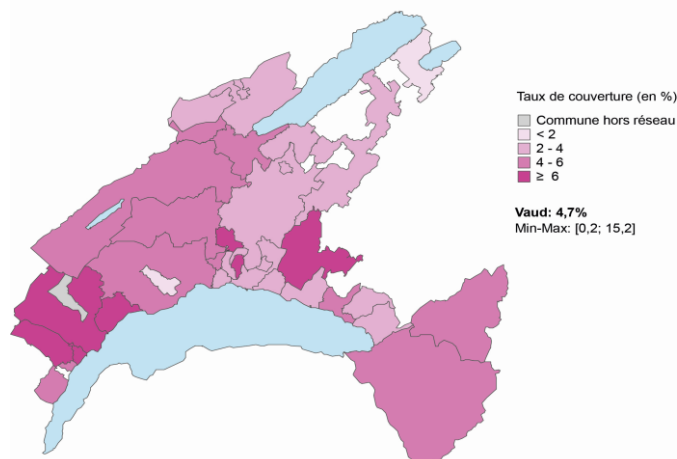 Taux de couverture (en %)
Commune hors réseau
< 2
2 - 4
4 - 6
≥ 6
Vaud: 4,7%
Min-Max: [0,2; 15,2]